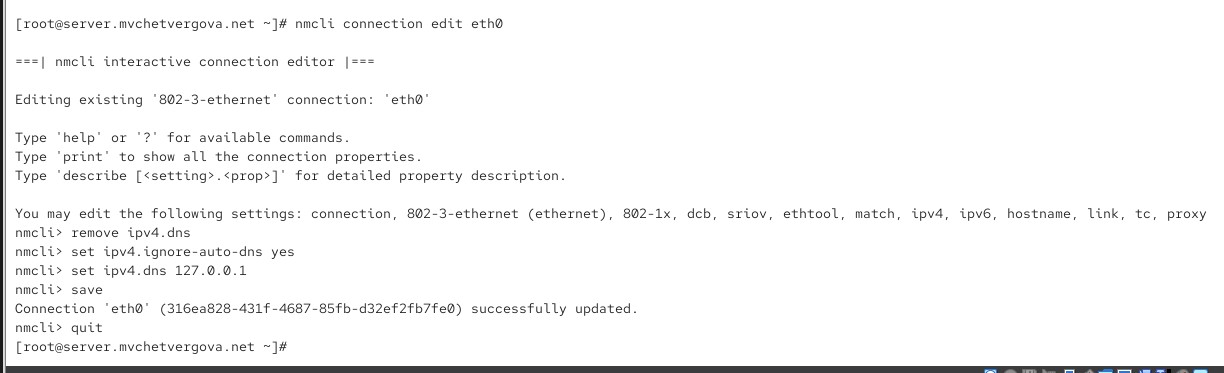 [root@server.mvchetvergova.net ~]# nmcli connection edit eth0
===| nmcli interactive connection editor |===
Editing existing '802-3-ethernet' connection: 'eth0'
Type 'help' or '?' for available commands.
Type 'print' to show all the connection properties.
Type 'describe [<setting>.<prop>]' for detailed property description.
You may edit the following settings: connection, 802-3-ethernet (ethernet), 802-1x, dcb, sriov, ethtool, match, ipv4, ipv6, hostname, link, tc, proxy
nmcli> remove ipv4.dns
nmcli> set ipv4.ignore-auto-dns yes
nmcli> set ipv4.dns 127.0.0.1
nmcli> save
Connection 'eth0' (316ea828-431f-4687-85fb-d32ef2fb7fe0) successfully updated.
nmcli> quit
[root@server.mvchetvergova.net ~]#